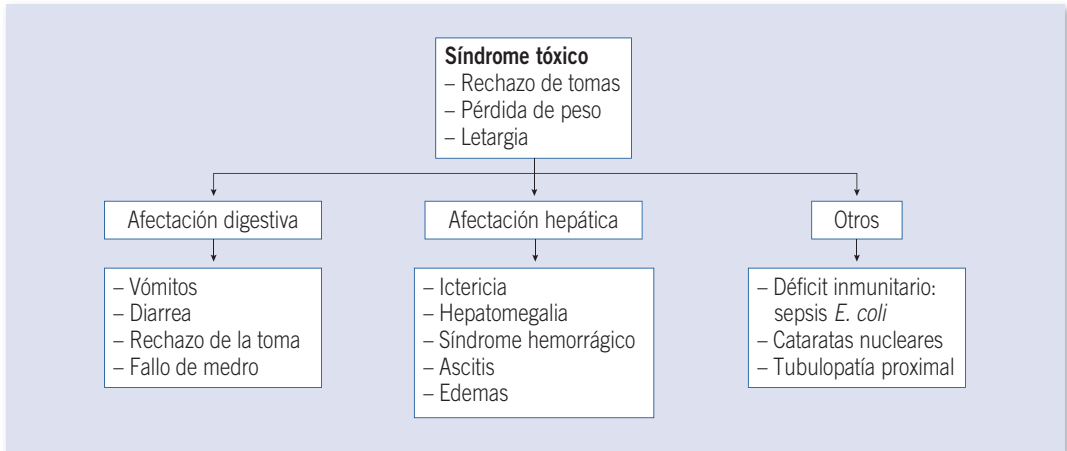 Síndrome tóxico
– Rechazo de tomas
– Pérdida de peso
– Letargia
Afectación digestiva
Afectación hepática
Otros
– Vómitos
– Diarrea
– Rechazo de la toma
– Fallo de medro
– Ictericia
– Hepatomegalia
– Síndrome hemorrágico
– Ascitis
– Edemas
– Déficit inmunitario:
sepsis E. coli
– Cataratas nucleares
– Tubulopatía proximal